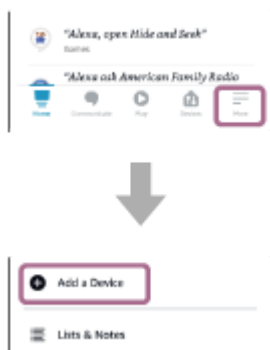 "Alexa, open Hide and Seek"
Games
"Alexa ask American Family Radio
Home Communicate Play Devices More
Add a Device
Lists & Notes